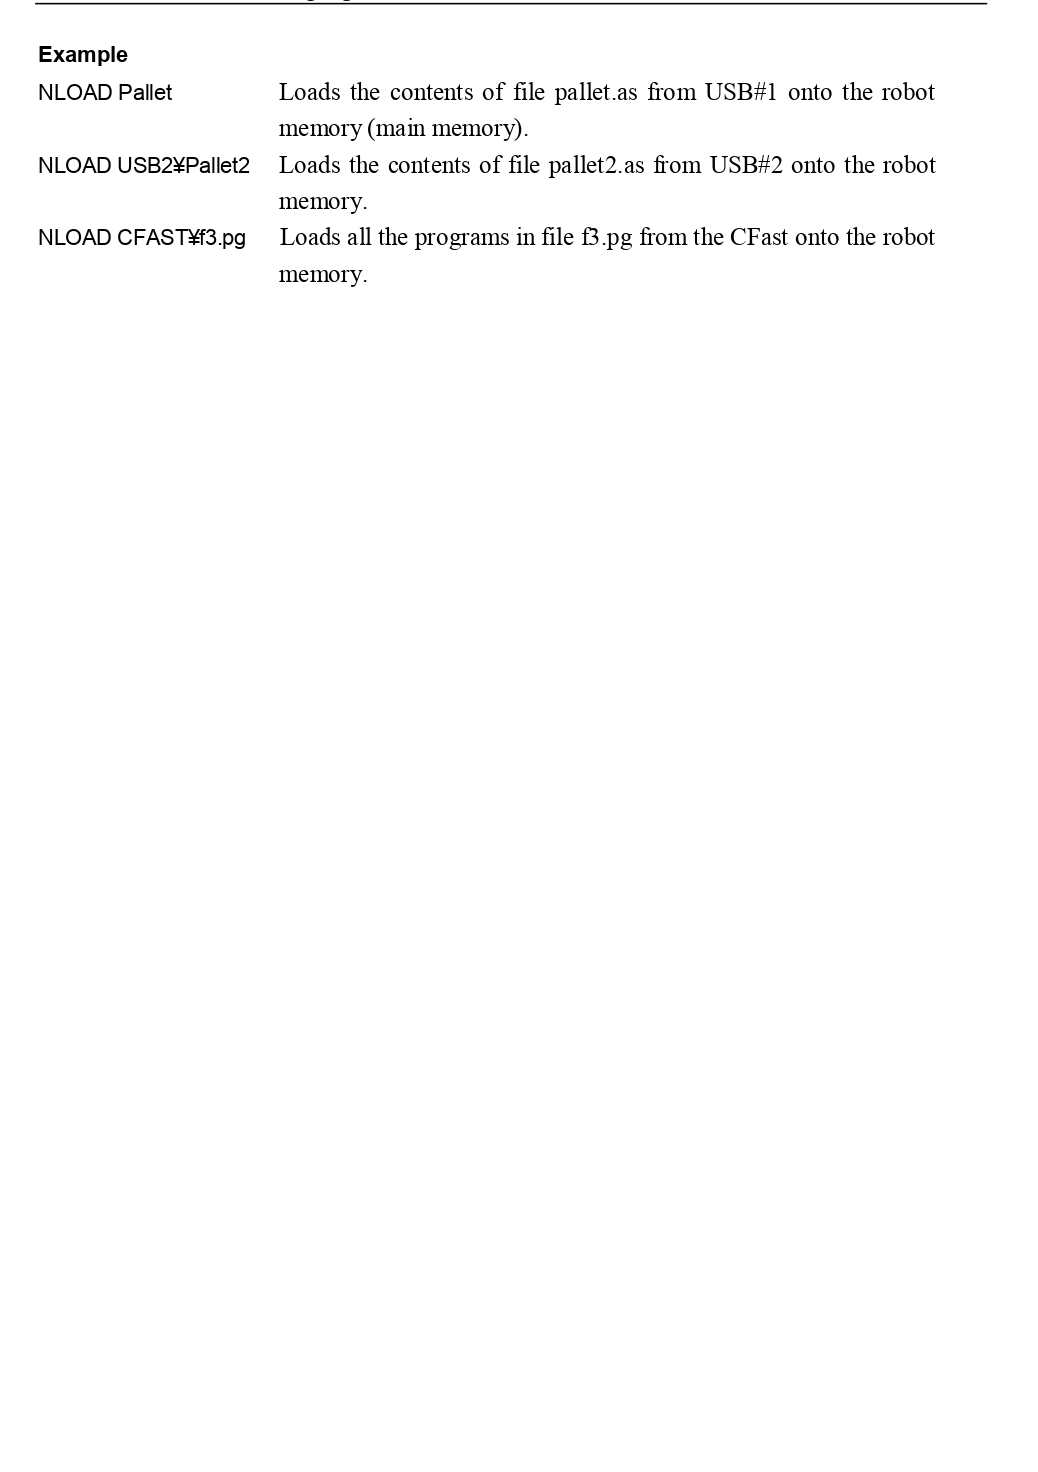 Example
NLOAD Pallet Loads the contents of file pallet.as from USB#1 onto the robot
memory (main memory).
NLOAD USB2¥Pallet2 Loads the contents of file pallet2.as from USB#2 onto the robot
memory.
NLOAD CFAST¥f3.pg Loads all the programs in file f3.pg from the CFast onto the robot
memory.